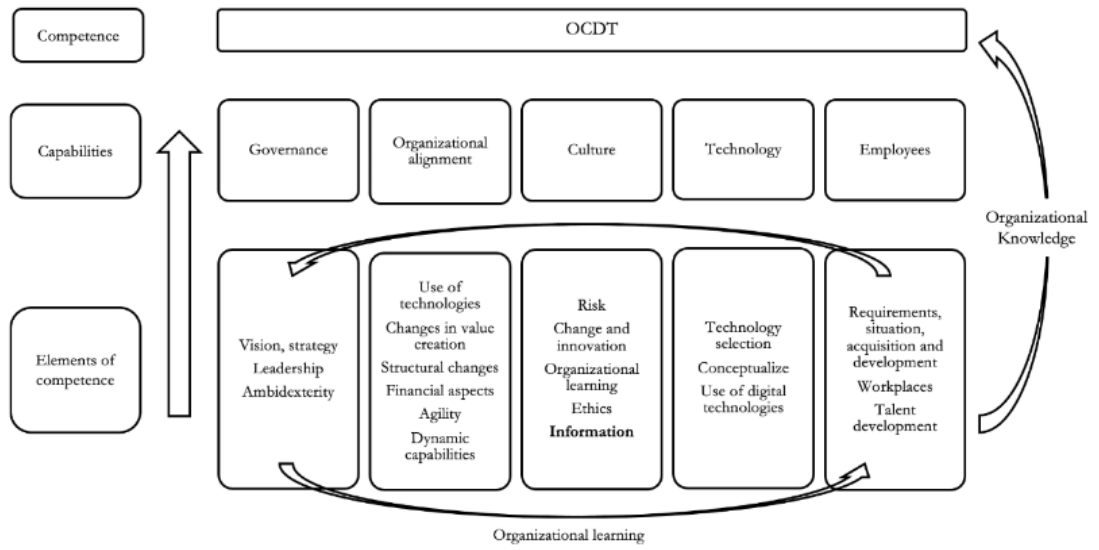 Competence
OCDT
Capabilities
Governance
Organizational
alignment
Culture
Technology
Employees
Organizational
Knowledge
Elements of
competence
Vision, strategy
Leadership
Ambidexterity
Use of
technologies
Changes in value
creation
Structural changes
Financial aspects
Agility
Dynamic
capabilities
Risk
Change and
innovation
Organizational
learning
Ethics
Information
Technology
selection
Conceptualize
Use of digital
technologies
Requirements,
situation,
acquisition and
development
Workplaces
Talent
development
Organizational learning